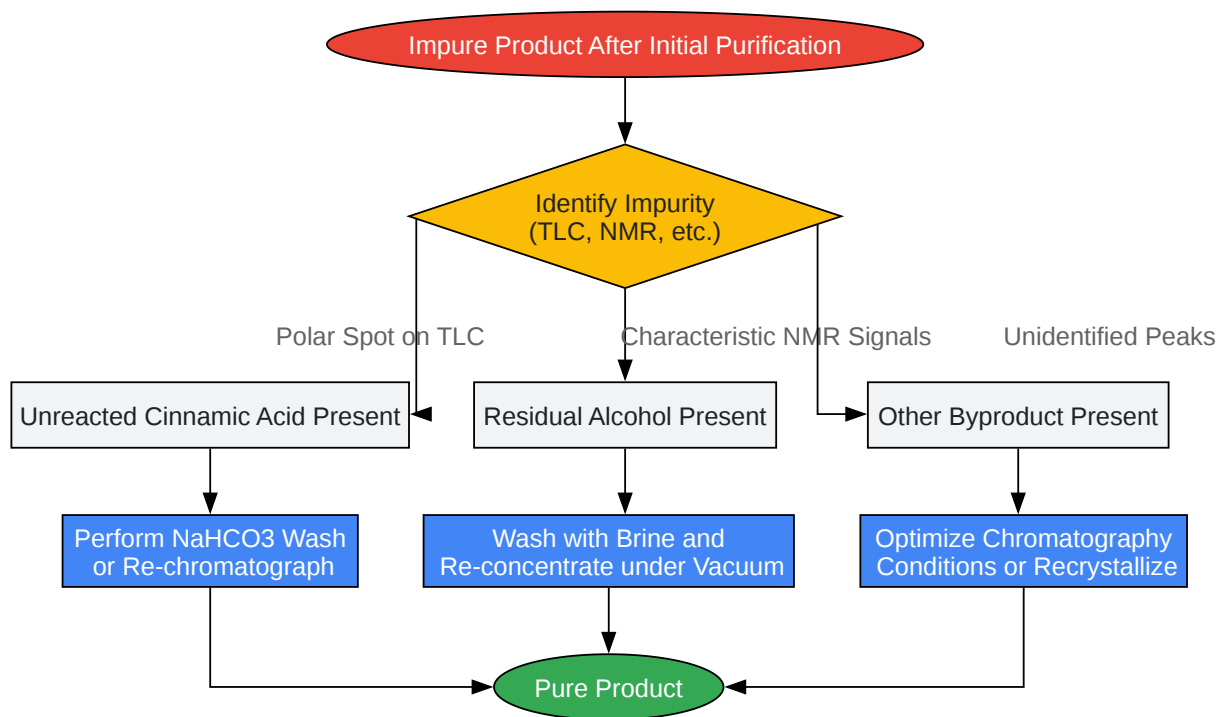 Impure Product After Initial Purification
Identify Impurity
(TLC, NMR, etc.)
Polar Spot on TLC
Characteristic NMR Signals
Unidentified Peaks
Unreacted Cinnamic Acid Present
Residual Alcohol Present
Other Byproduct Present
Perform NaHCO3 Wash
or Re-chromatograph
Wash with Brine and
Re-concentrate under Vacuum
Optimize Chromatography
Conditions or Recrystallize
Pure Product